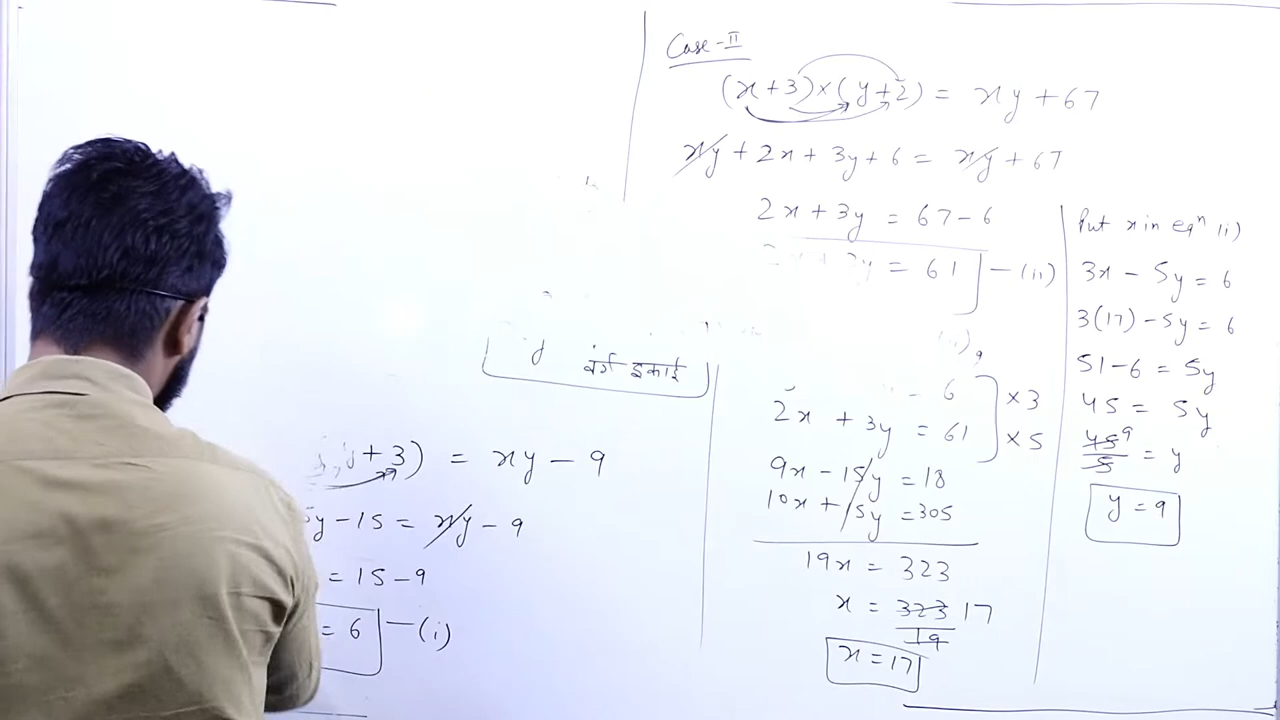 y वर्ग इकाई
y + 3) = xy - 9
5y - 15 = xy - 9
= 15 - 9
= 6 —(i)
Case-II
(x + 3) × (y + 2) = xy + 67
xy + 2x + 3y + 6 = xy + 67
2x + 3y = 67 - 6
2x + 3y = 61 —(ii)
- 6 ] × 3
2x + 3y = 61 ] × 5
9x - 15y = 18
10x + 15y = 305
19x = 323
x = 323/19 17
x = 17
Put x in eqⁿ (i)
3x - 5y = 6
3(17) - 5y = 6
51 - 6 = 5y
45 = 5y
45/5 9 = y
y = 9